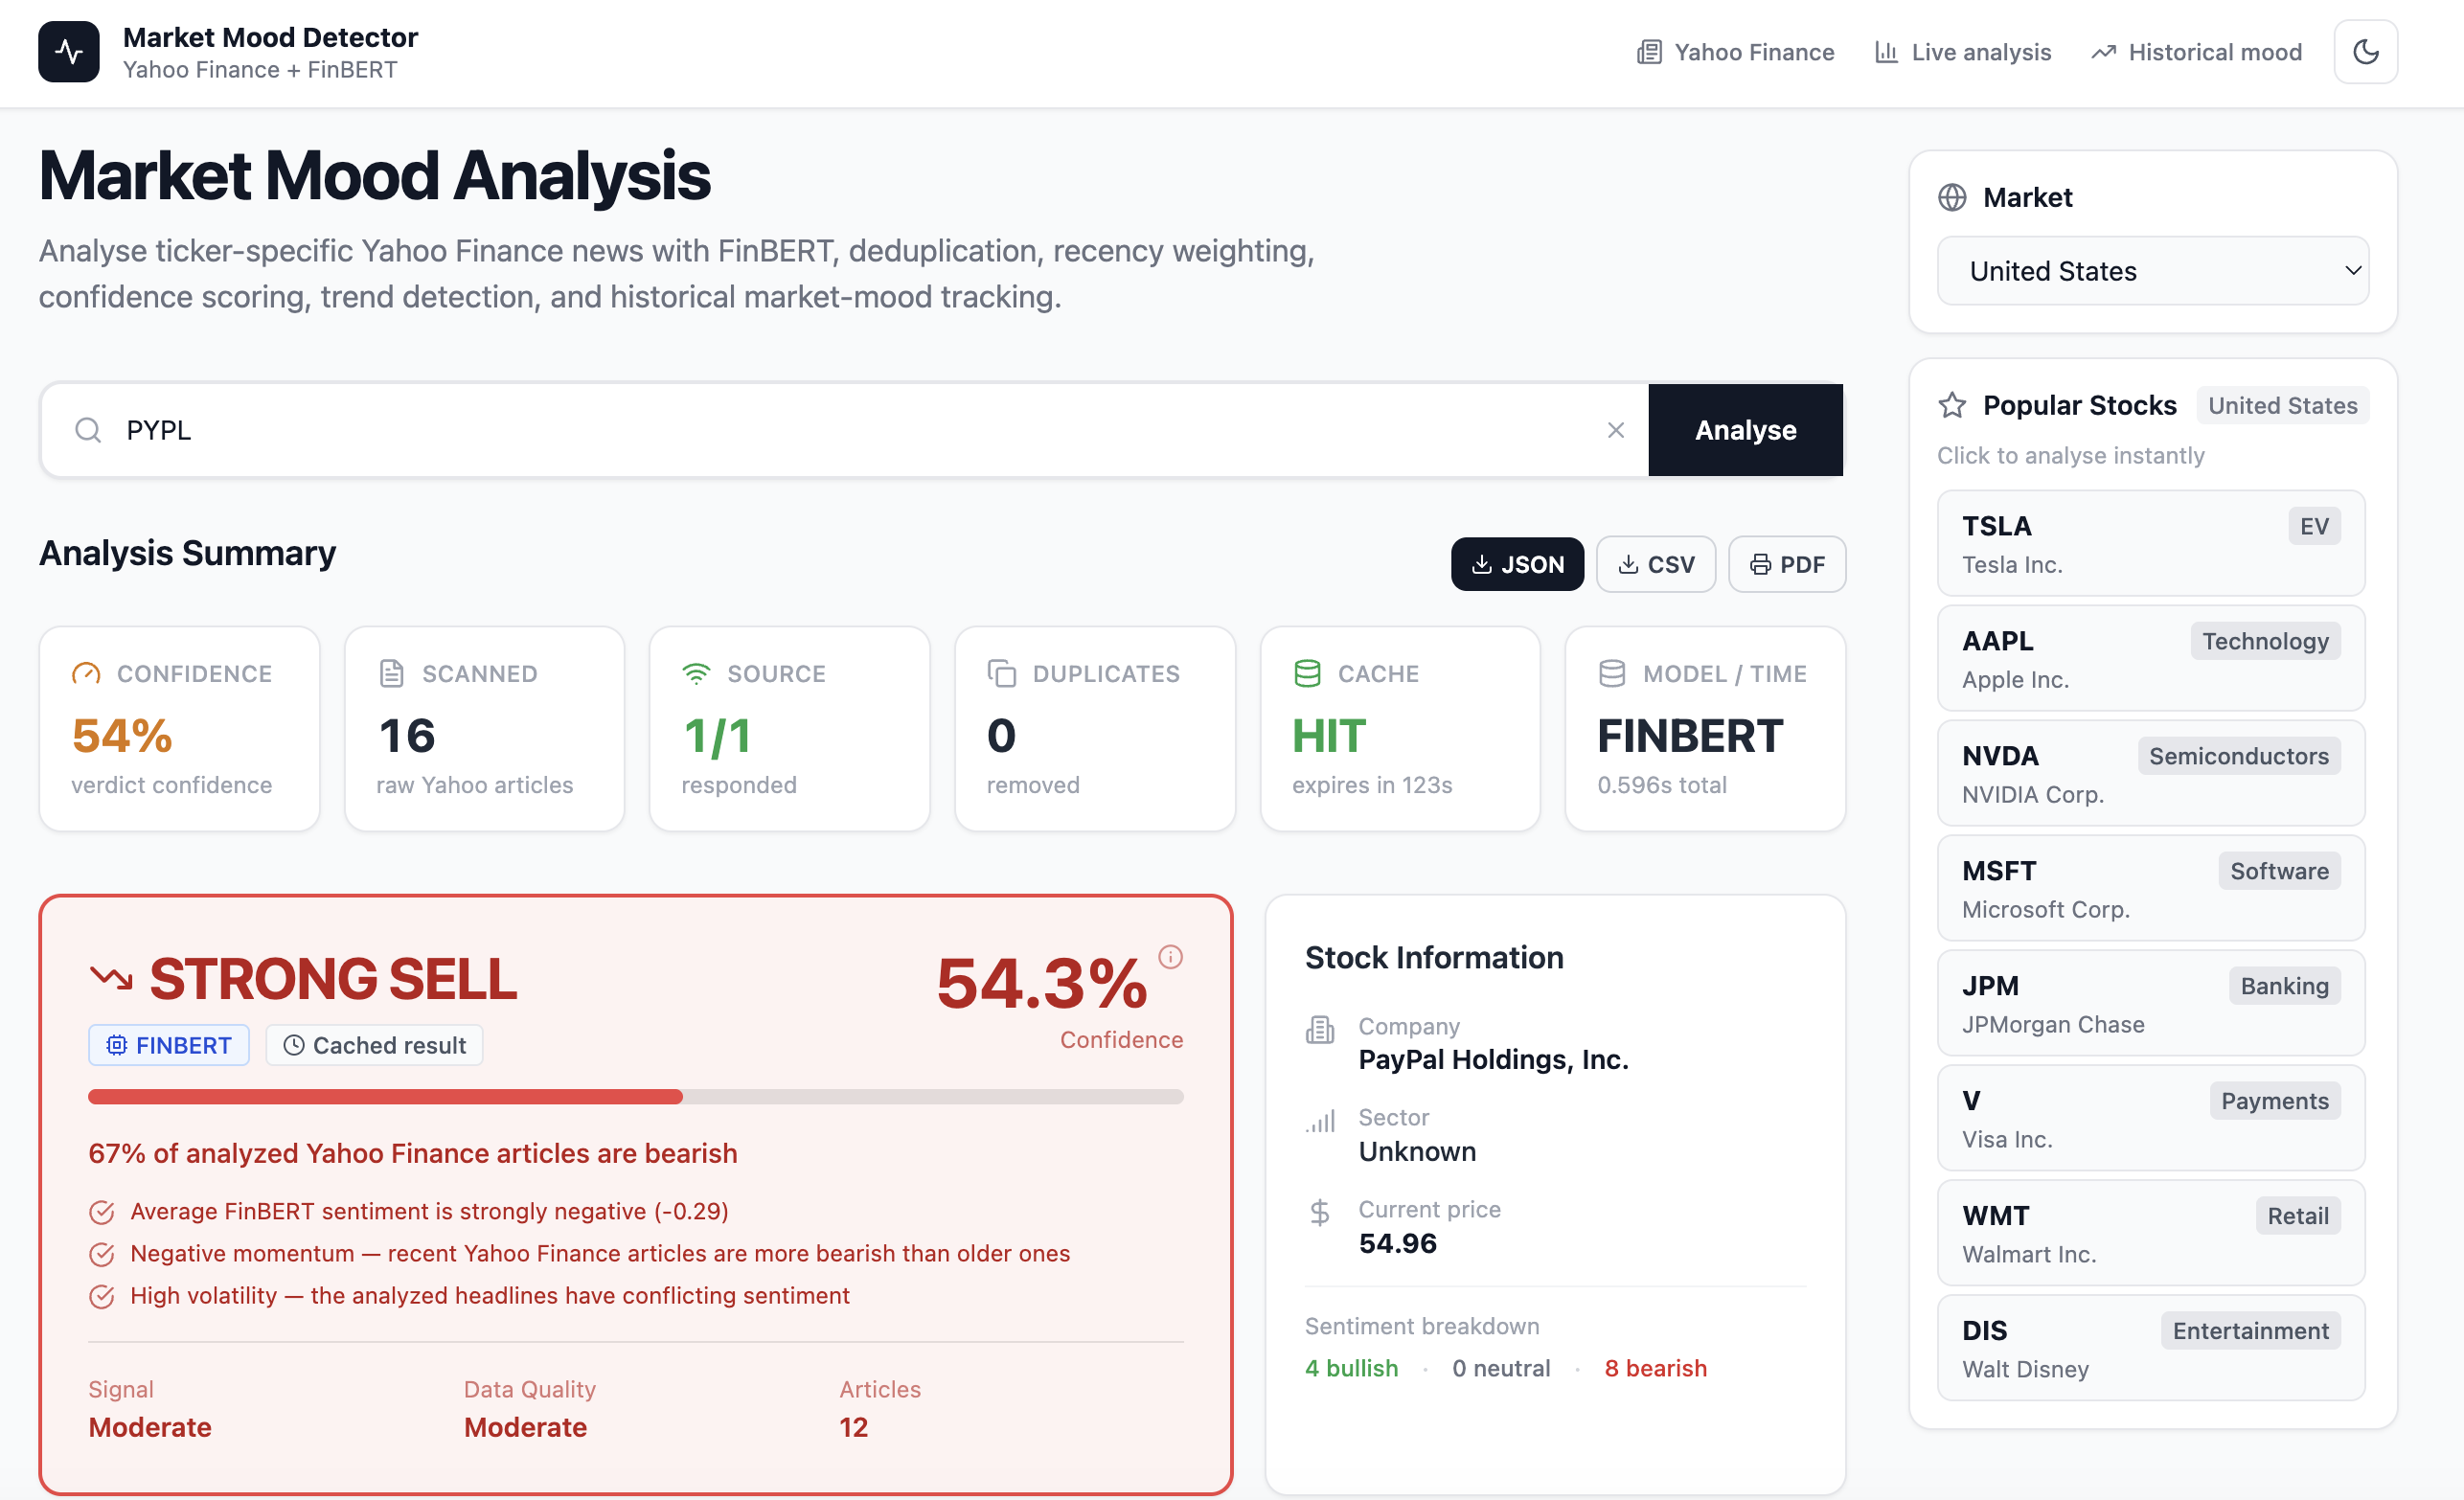 Market Mood Detector
Yahoo Finance + FinBERT
Yahoo Finance
Live analysis
Historical mood
Market Mood Analysis
Analyse ticker-specific Yahoo Finance news with FinBERT, deduplication, recency weighting,
confidence scoring, trend detection, and historical market-mood tracking.
PYPL
Analyse
Analysis Summary
JSON
CSV
PDF
CONFIDENCE
54%
verdict confidence
SCANNED
16
raw Yahoo articles
SOURCE
1/1
responded
DUPLICATES
0
removed
CACHE
HIT
expires in 123s
MODEL / TIME
FINBERT
0.596s total
STRONG SELL
FINBERT
Cached result
54.3%
Confidence
67% of analyzed Yahoo Finance articles are bearish
Average FinBERT sentiment is strongly negative (-0.29)
Negative momentum — recent Yahoo Finance articles are more bearish than older ones
High volatility — the analyzed headlines have conflicting sentiment
Signal
Moderate
Data Quality
Moderate
Articles
12
Stock Information
Company
PayPal Holdings, Inc.
Sector
Unknown
Current price
54.96
Sentiment breakdown
4 bullish · 0 neutral · 8 bearish
Market
United States
Popular Stocks
United States
Click to analyse instantly
TSLA
EV
Tesla Inc.
AAPL
Technology
Apple Inc.
NVDA
Semiconductors
NVIDIA Corp.
MSFT
Software
Microsoft Corp.
JPM
Banking
JPMorgan Chase
V
Payments
Visa Inc.
WMT
Retail
Walmart Inc.
DIS
Entertainment
Walt Disney